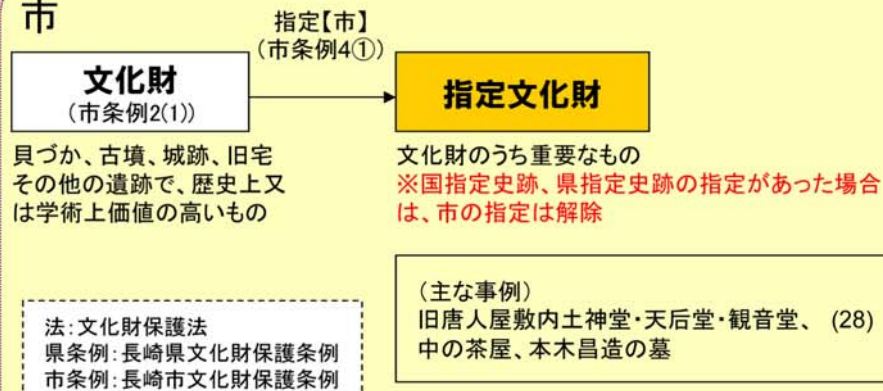 市
指定【市】
(市条例4①)
文化財
(市条例2(1))
指定文化財
貝づか、古墳、城跡、旧宅
その他の遺跡で、歴史上又
は学術上価値の高いもの
文化財のうち重要なもの
※国指定史跡、県指定史跡の指定があった場合
は、市の指定は解除
(主な事例)
旧唐人屋敷内土神堂・天后堂・観音堂、 (28)
中の茶屋、本木昌造の墓
法:文化財保護法
県条例:長崎県文化財保護条例
市条例:長崎市文化財保護条例